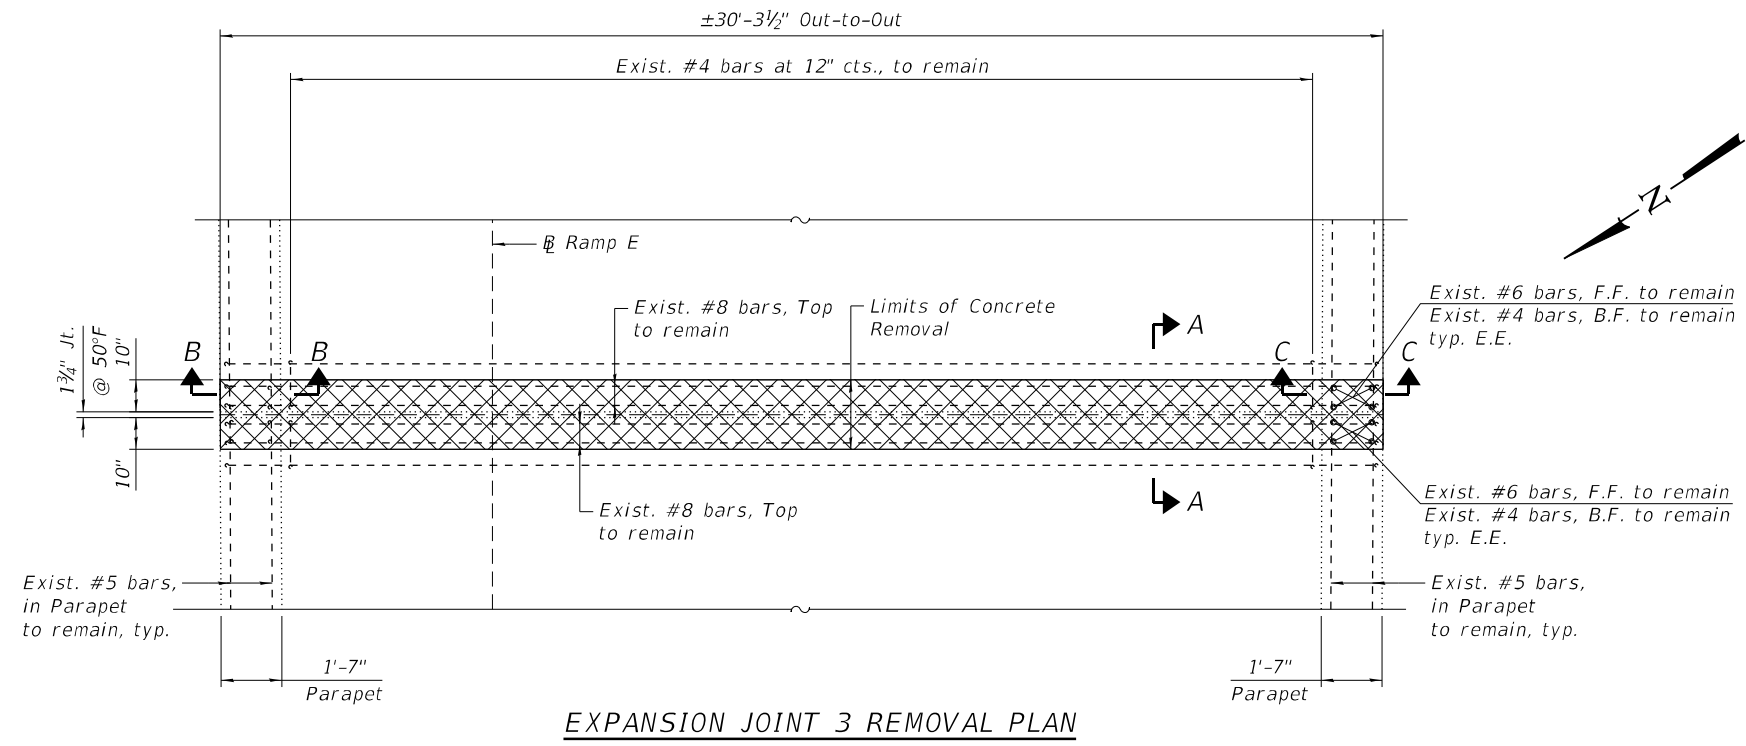 ±30'-3½" Out-to-Out
Exist. #4 bars at 12" cts., to remain
N
BL Ramp E
Exist. #6 bars, F.F. to remain
Exist. #4 bars, B.F. to remain
typ. E.E.
Exist. #8 bars, Top
to remain
Limits of Concrete
Removal
A
1¾" Jt.
@ 50°F
10"
B
B
C
C
10"
Exist. #8 bars, Top
to remain
A
Exist. #6 bars, F.F. to remain
Exist. #4 bars, B.F. to remain
typ. E.E.
Exist. #5 bars,
in Parapet
to remain, typ.
Exist. #5 bars,
in Parapet
to remain, typ.
1'-7"
Parapet
1'-7"
Parapet
EXPANSION JOINT 3 REMOVAL PLAN